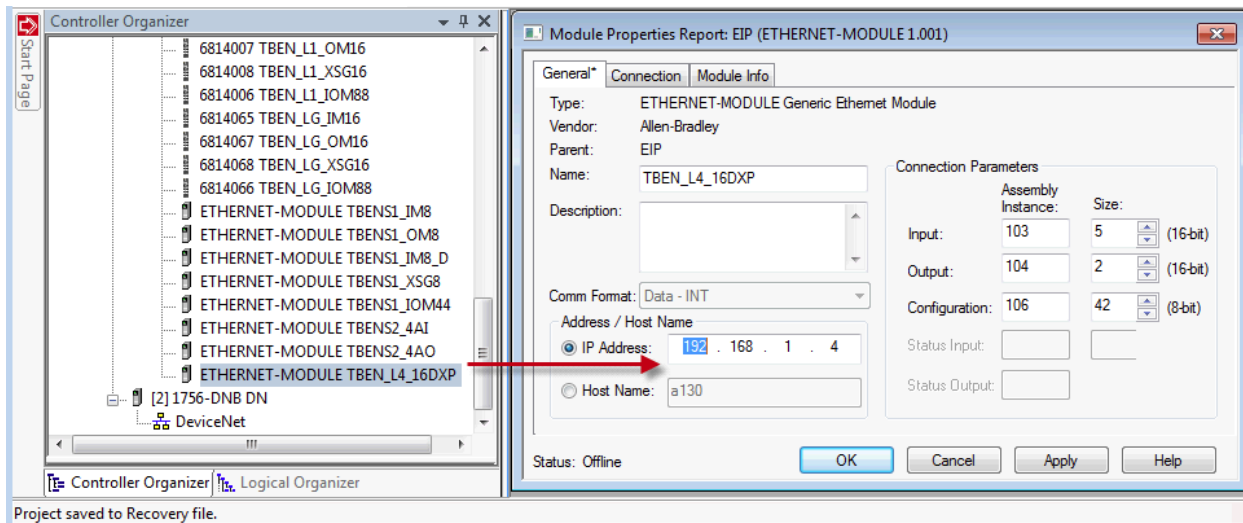 Start Page
Controller Organizer
6814007 TBEN_L1_OM16
6814008 TBEN_L1_XSG16
6814006 TBEN_L1_IOM88
6814065 TBEN_LG_IM16
6814067 TBEN_LG_OM16
6814068 TBEN_LG_XSG16
6814066 TBEN_LG_IOM88
ETHERNET-MODULE TBENS1_IM8
ETHERNET-MODULE TBENS1_OM8
ETHERNET-MODULE TBENS1_IM8_D
ETHERNET-MODULE TBENS1_XSG8
ETHERNET-MODULE TBENS1_IOM44
ETHERNET-MODULE TBENS2_4AI
ETHERNET-MODULE TBENS2_4AO
ETHERNET-MODULE TBEN_L4_16DXP
[2] 1756-DNB DN
DeviceNet
Controller Organizer Logical Organizer
Project saved to Recovery file.
Module Properties Report: EIP (ETHERNET-MODULE 1.001)
General* Connection Module Info
Type: ETHERNET-MODULE Generic Ethernet Module
Vendor: Allen-Bradley
Parent: EIP
Name: TBEN_L4_16DXP
Description:
Comm Format: Data - INT
Address / Host Name
IP Address: 192 . 168 . 1 . 4
Host Name: a130
Connection Parameters
Assembly
Instance: Size:
Input: 103 5 (16-bit)
Output: 104 2 (16-bit)
Configuration: 106 42 (8-bit)
Status Input:
Status Output:
Status: Offline
OK Cancel Apply Help